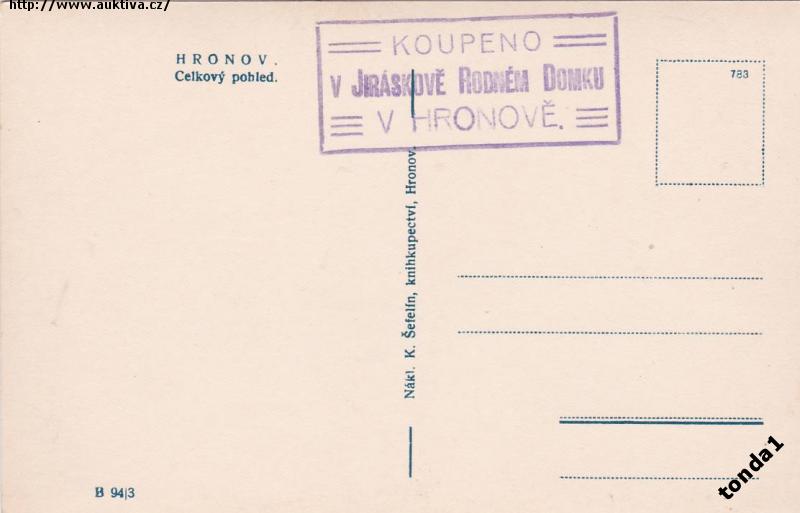 http://www.auktiva.cz/
HRONOV.
Celkový pohled.
KOUPENO
V JIRÁSKOVĚ RODNÉM DOMKU
V HRONOVĚ.
783
Nákl. K. Šefelín, knihkupectví, Hronov.
B 94/3
tonda1